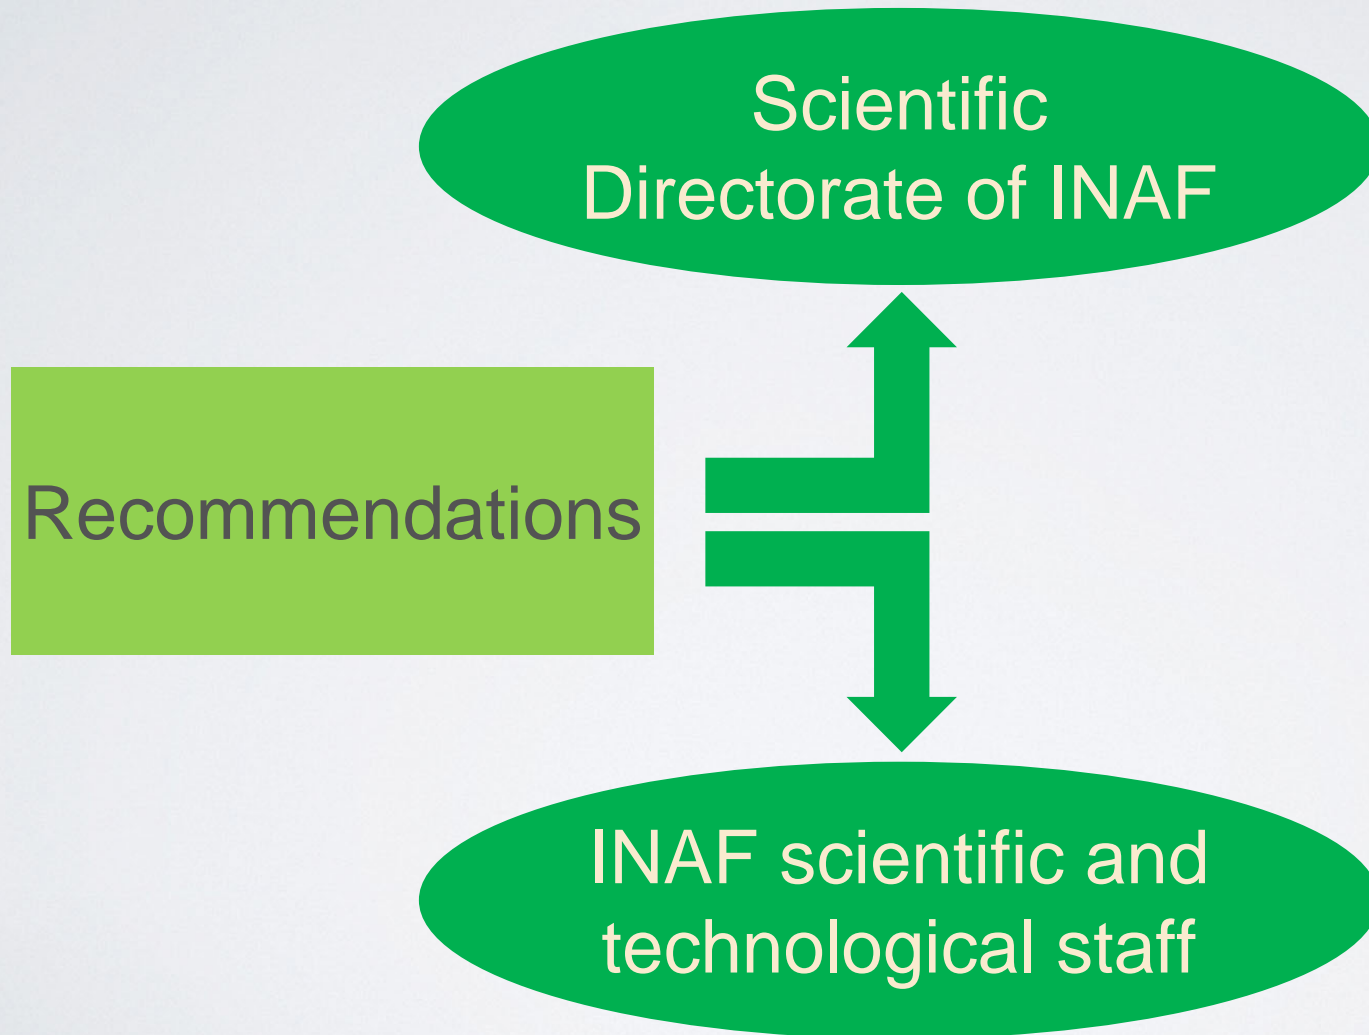 Scientific
Directorate of INAF
Recommendations
INAF scientific and
technological staff